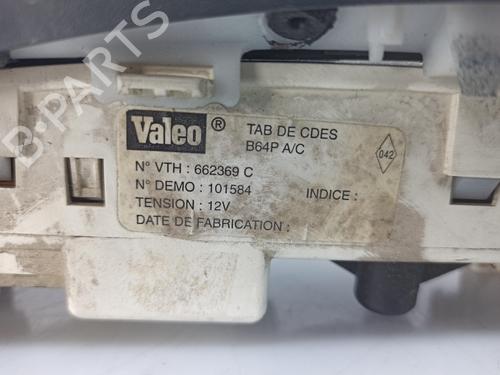 B-PARTS
Valeo ® TAB DE CDES
B64P A/C
042
N° VTH : 662369 C
N° DEMO : 101584 INDICE :
TENSION : 12V
DATE DE FABRICATION :